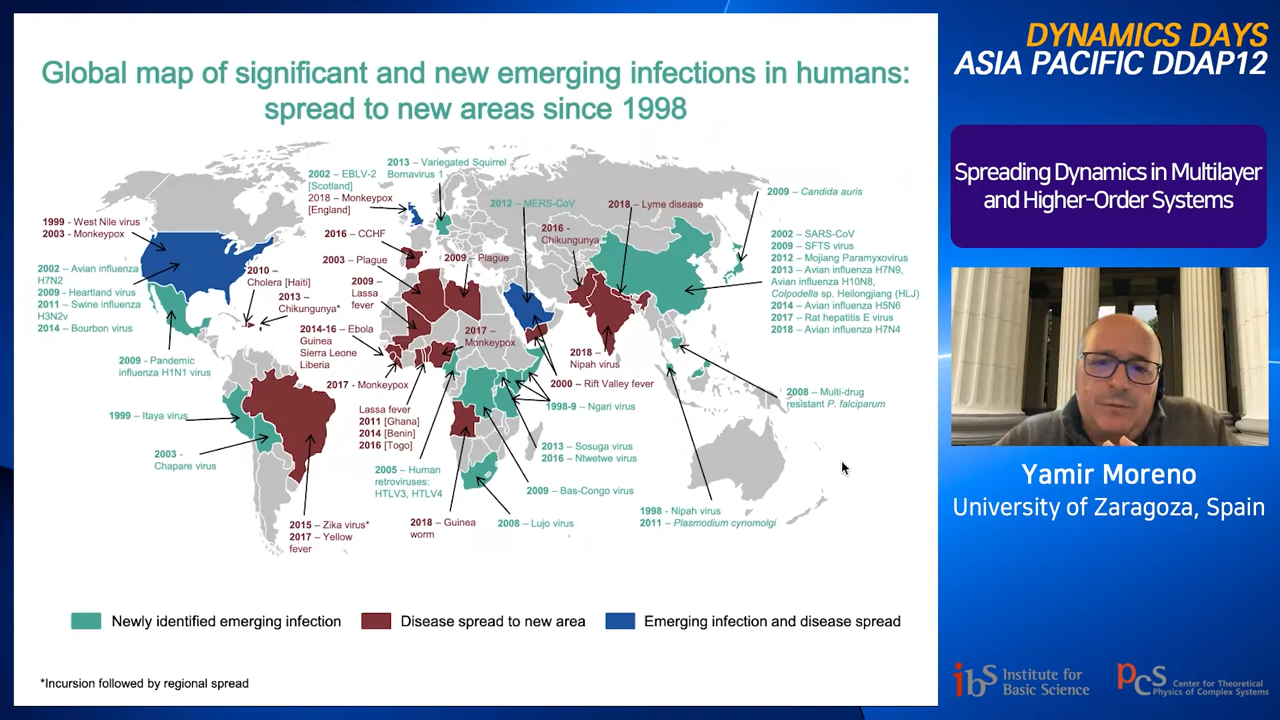 Global map of significant and new emerging infections in humans:
spread to new areas since 1998
2013 – Variegated Squirrel
Bornavirus 1
2002 – EBLV-2
[Scotland]
2018 – Monkeypox
[England]
2012 – MERS-CoV
2018 – Lyme disease
2009 – Candida auris
1999 - West Nile virus
2003 - Monkeypox
2016 – CCHF
2016 -
Chikungunya
2002 – SARS-CoV
2009 – SFTS virus
2012 – Mojiang Paramyxovirus
2013 – Avian influenza H7N9,
Avian influenza H10N8,
Colpodella sp. Heilongjiang (HLJ)
2014 – Avian influenza H5N6
2017 – Rat hepatitis E virus
2018 – Avian influenza H7N4
2002 – Avian influenza
H7N2
2009 - Heartland virus
2011 – Swine influenza
H3N2v
2014 – Bourbon virus
2010 –
Cholera [Haiti]
2013 –
Chikungunya*
2003 – Plague
2009 – Plague
2009 –
Lassa
fever
2014-16 – Ebola
Guinea
Sierra Leone
Liberia
2017 –
Monkeypox
2018 –
Nipah virus
2009 - Pandemic
influenza H1N1 virus
2017 - Monkeypox
2000 – Rift Valley fever
2008 – Multi-drug
resistant P. falciparum
1999 – Itaya virus
Lassa fever
2011 [Ghana]
2014 [Benin]
2016 [Togo]
1998-9 – Ngari virus
2003 -
Chapare virus
2005 - Human
retroviruses:
HTLV3, HTLV4
2013 – Sosuga virus
2016 – Ntwetwe virus
2009 – Bas-Congo virus
2015 – Zika virus*
2017 – Yellow
fever
2018 – Guinea
worm
2008 – Lujo virus
1998 - Nipah virus
2011 – Plasmodium cynomolgi
Newly identified emerging infection
Disease spread to new area
Emerging infection and disease spread
*Incursion followed by regional spread
DYNAMICS DAYS
ASIA PACIFIC DDAP12
Spreading Dynamics in Multilayer
and Higher-Order Systems
Yamir Moreno
University of Zaragoza, Spain
ibS Institute for
Basic Science
PCS Center for Theoretical
Physics of Complex Systems